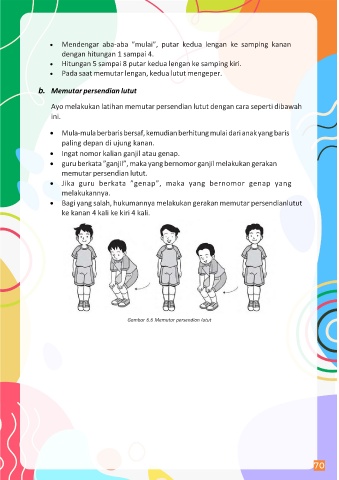 • Mendengar aba-aba "mulai", putar kedua lengan ke samping kanan
dengan hitungan 1 sampai 4.
• Hitungan 5 sampai 8 putar kedua lengan ke samping kiri.
• Pada saat memutar lengan, kedua lutut mengeper.
b. Memutar persendian lutut
Ayo melakukan latihan memutar persendian lutut dengan cara seperti dibawah
ini.
• Mula-mula berbaris bersaf, kemudian berhitung mulai dari anak yang baris
paling depan di ujung kanan.
• Ingat nomor kalian ganjil atau genap.
• guru berkata "ganjil", maka yang bernomor ganjil melakukan gerakan
memutar persendian lutut.
• Jika guru berkata "genap", maka yang bernomor genap yang
melakukannya.
• Bagi yang salah, hukumannya melakukan gerakan memutar persendianlutut
ke kanan 4 kali ke kiri 4 kali.
Gambar 6.6 Memutar persendian lutut
70